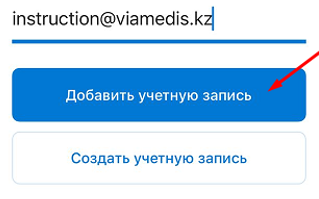 instruction@viamedis.kz
Добавить учетную запись
Создать учетную запись